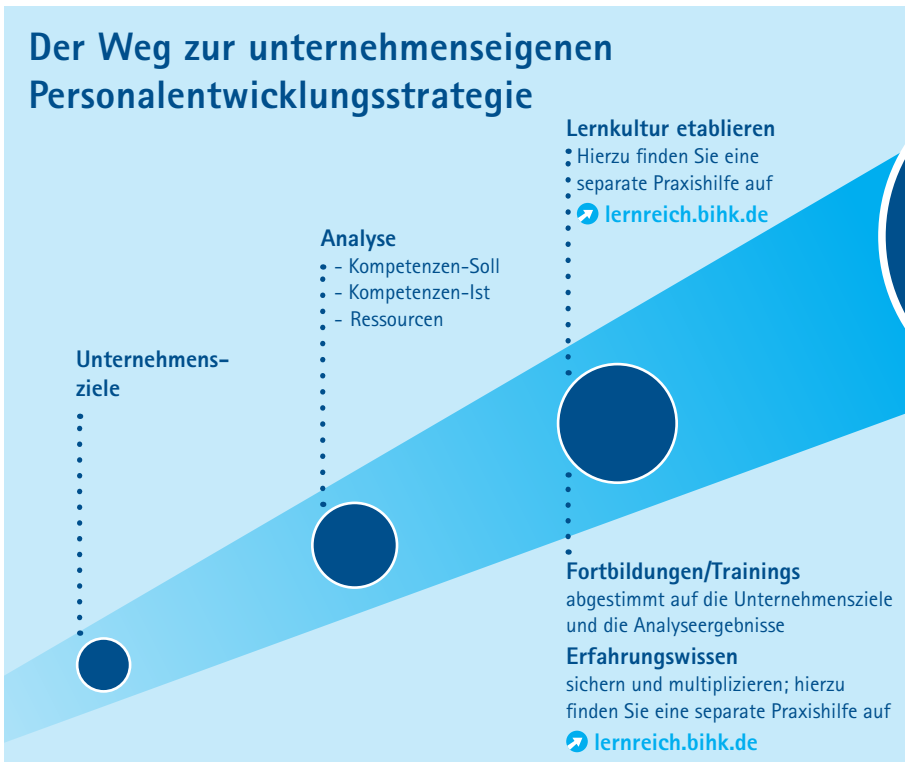 Der Weg zur unternehmenseigenen
Personalentwicklungsstrategie
Unternehmens-
ziele
Analyse
- Kompetenzen-Soll
- Kompetenzen-Ist
- Ressourcen
Lernkultur etablieren
Hierzu finden Sie eine
separate Praxishilfe auf
lernreich.bihk.de
Fortbildungen/Trainings
abgestimmt auf die Unternehmensziele
und die Analyseergebnisse
Erfahrungswissen
sichern und multiplizieren; hierzu
finden Sie eine separate Praxishilfe auf
lernreich.bihk.de